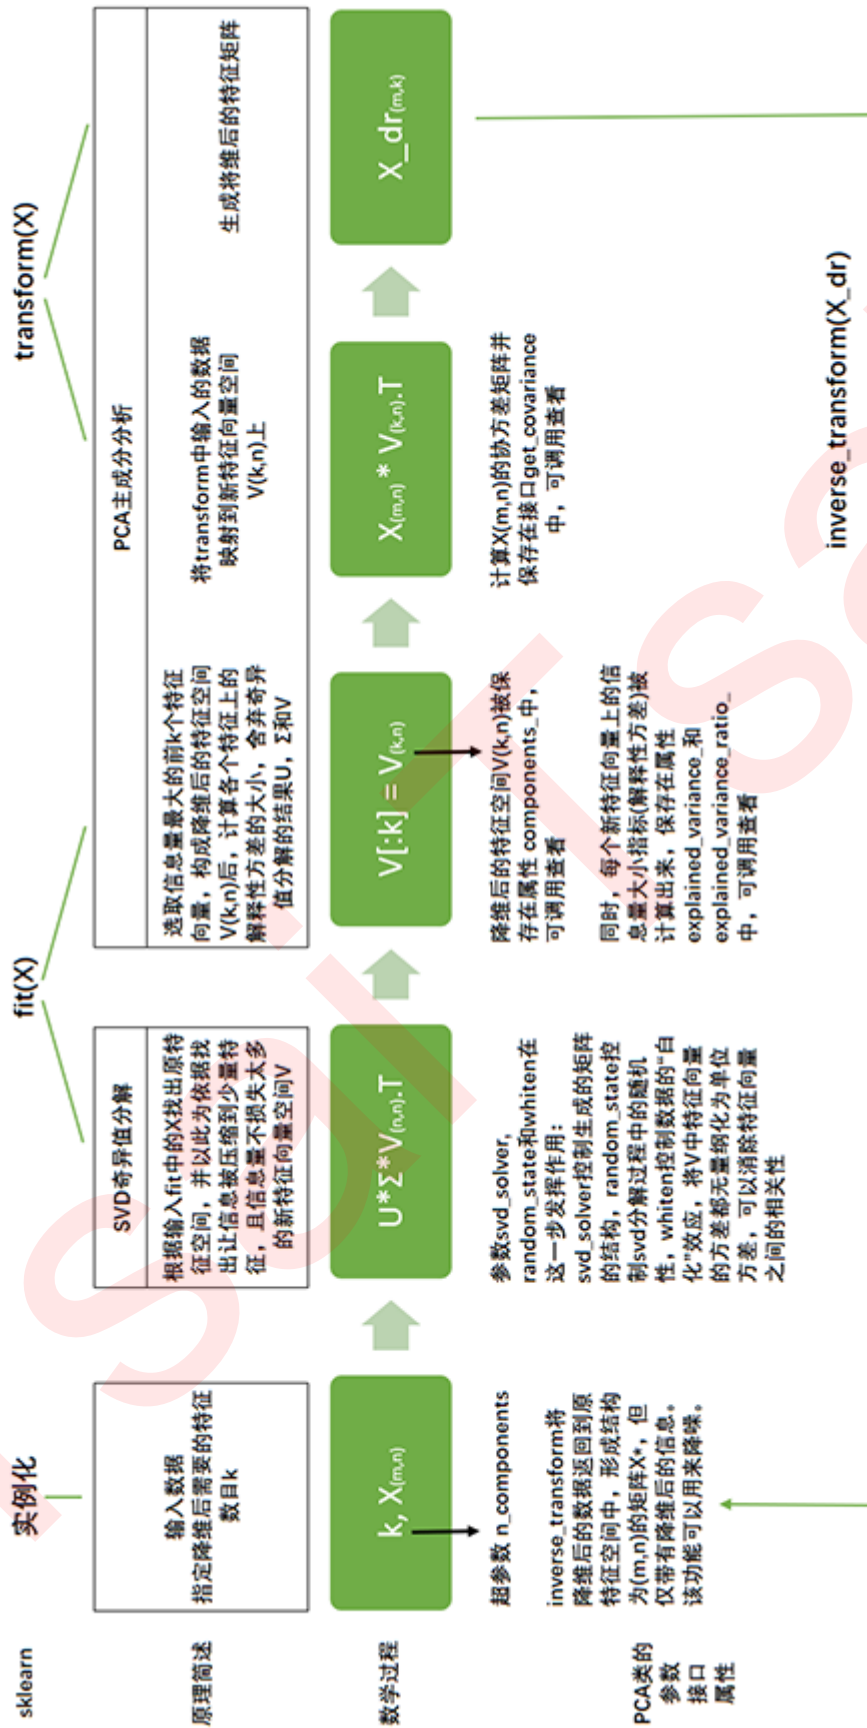 sklearn
实例化
fit(X)
transform(X)
原理简述
输入数据
指定降维后需要的特征
数目k
SVD奇异值分解
根据输入fit中的X找出原特
征空间，并以此为依据找
出让信息被压缩到少量特
征，且信息量不损失太多
的新特征向量空间V
PCA主成分分析
选取信息量最大的前k个特征
向量，构成降维后的特征空间
V(k,n)后，计算各个特征上的
解释性方差的大小，舍弃奇异
值分解的结果U，Σ和V
将transform中输入的数据
映射到新特征向量空间
V(k,n)上
生成将维后的特征矩阵
数学过程
k, X(m,n)
U*Σ*V(n,n).T
V[:k] = V(k,n)
X(m,n) * V(k,n).T
X_dr(m,k)
PCA类的
参数
接口
属性
超参数 n_components
inverse_transform将
降维后的数据返回到原
特征空间中，形成结构
为(m,n)的矩阵X*，但
仅带有降维后的信息。
该功能可以用来降噪。
参数svd_solver,
random_state和whiten在
这一步发挥作用：
svd_solver控制生成的矩阵
的结构，random_state控
制svd分解过程中的随机
性，whiten控制数据的“白
化”效应，将V中特征向量
的方差都无量纲化为单位
方差，可以消除特征向量
之间的相关性
降维后的特征空间V(k,n)被保
存在属性 components_中，
可调用查看
同时，每个新特征向量上的信
息量大小指标(解释性方差)被
计算出来，保存在属性
explained_variance_和
explained_variance_ratio_
中，可调用查看
计算X(m,n)的协方差矩阵并
保存在接口get_covariance
中，可调用查看
inverse_transform(X_dr)